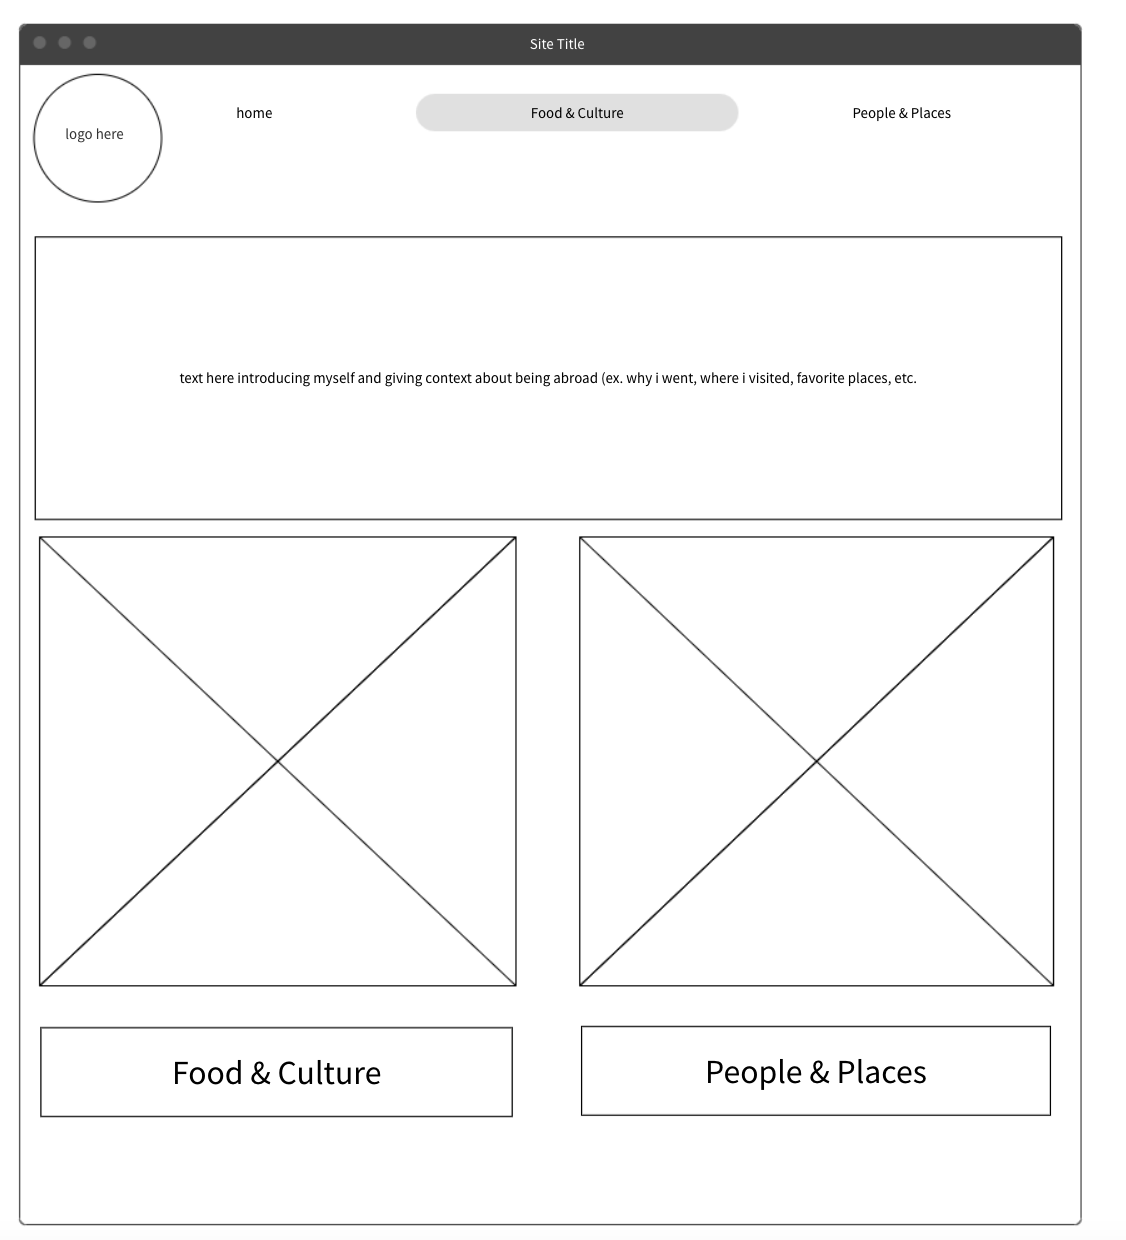 Site Title
logo here
home
Food & Culture
People & Places
text here introducing myself and giving context about being abroad (ex. why i went, where i visited, favorite places, etc.
Food & Culture
People & Places